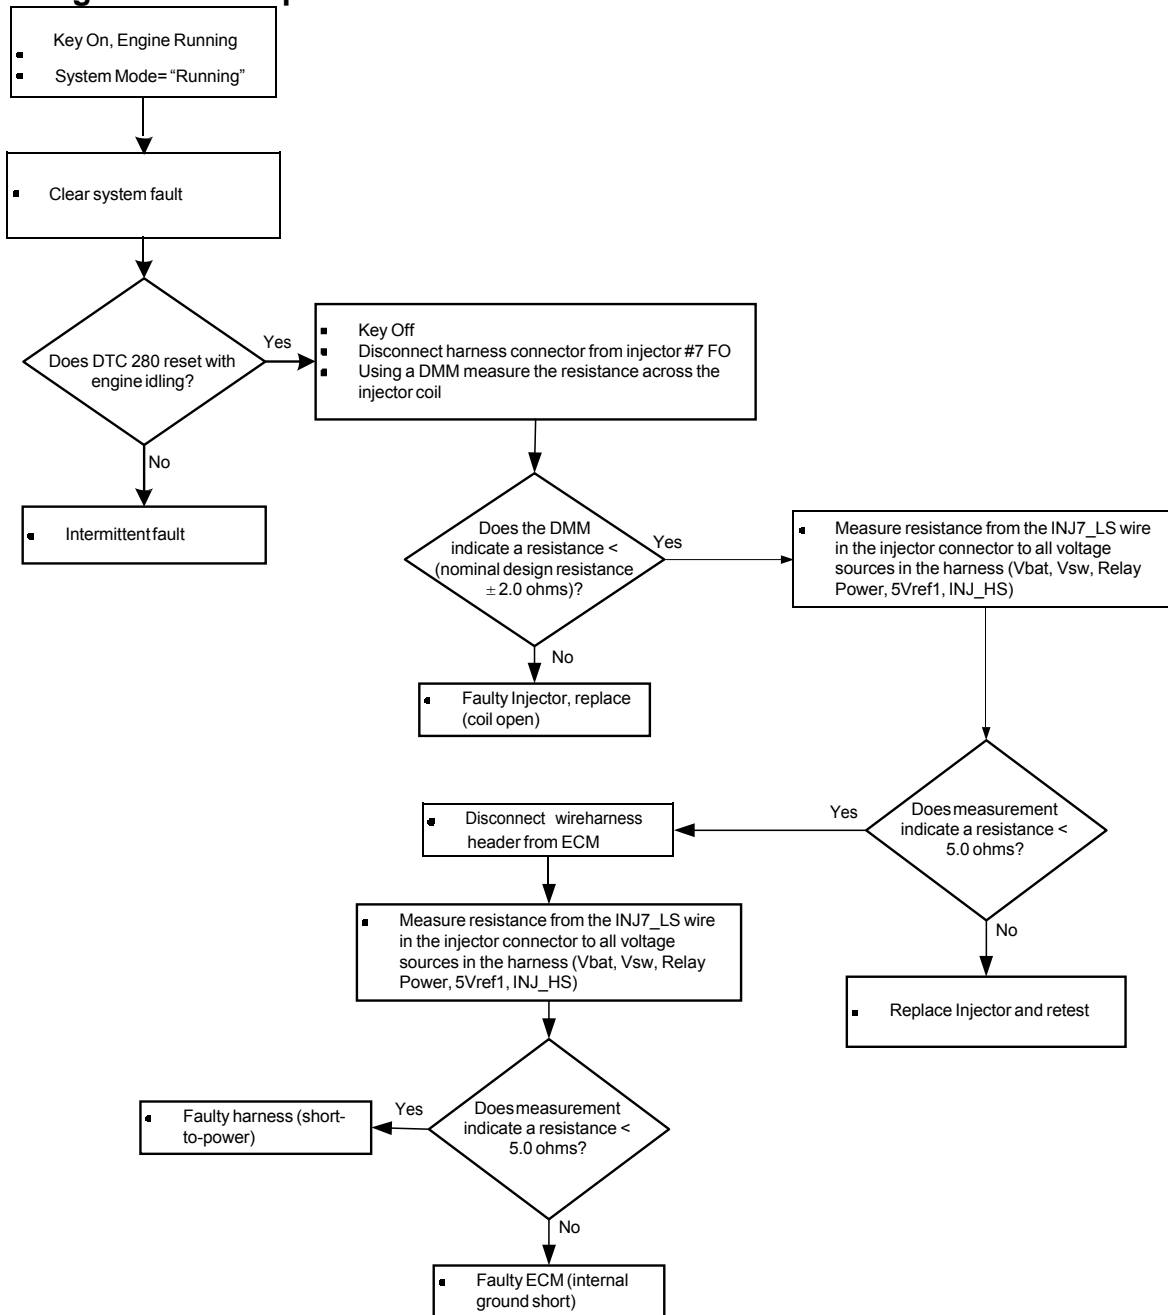 Key On, Engine Running
System Mode= “Running”
Clear system fault
Does DTC 280 reset with
engine idling?
Yes
No
Intermittent fault
Key Off
Disconnect harness connector from injector #7 FO
Using a DMM measure the resistance across the
injector coil
Does the DMM
indicate a resistance <
(nominal design resistance
± 2.0 ohms)?
Yes
No
Faulty Injector, replace
(coil open)
Measure resistance from the INJ7_LS wire
in the injector connector to all voltage
sources in the harness (Vbat, Vsw, Relay
Power, 5Vref1, INJ_HS)
Does measurement
indicate a resistance <
5.0 ohms?
Yes
No
Replace Injector and retest
Disconnect wireharness
header from ECM
Measure resistance from the INJ7_LS wire
in the injector connector to all voltage
sources in the harness (Vbat, Vsw, Relay
Power, 5Vref1, INJ_HS)
Does measurement
indicate a resistance <
5.0 ohms?
Yes
Faulty harness (short-
to-power)
No
Faulty ECM (internal
ground short)